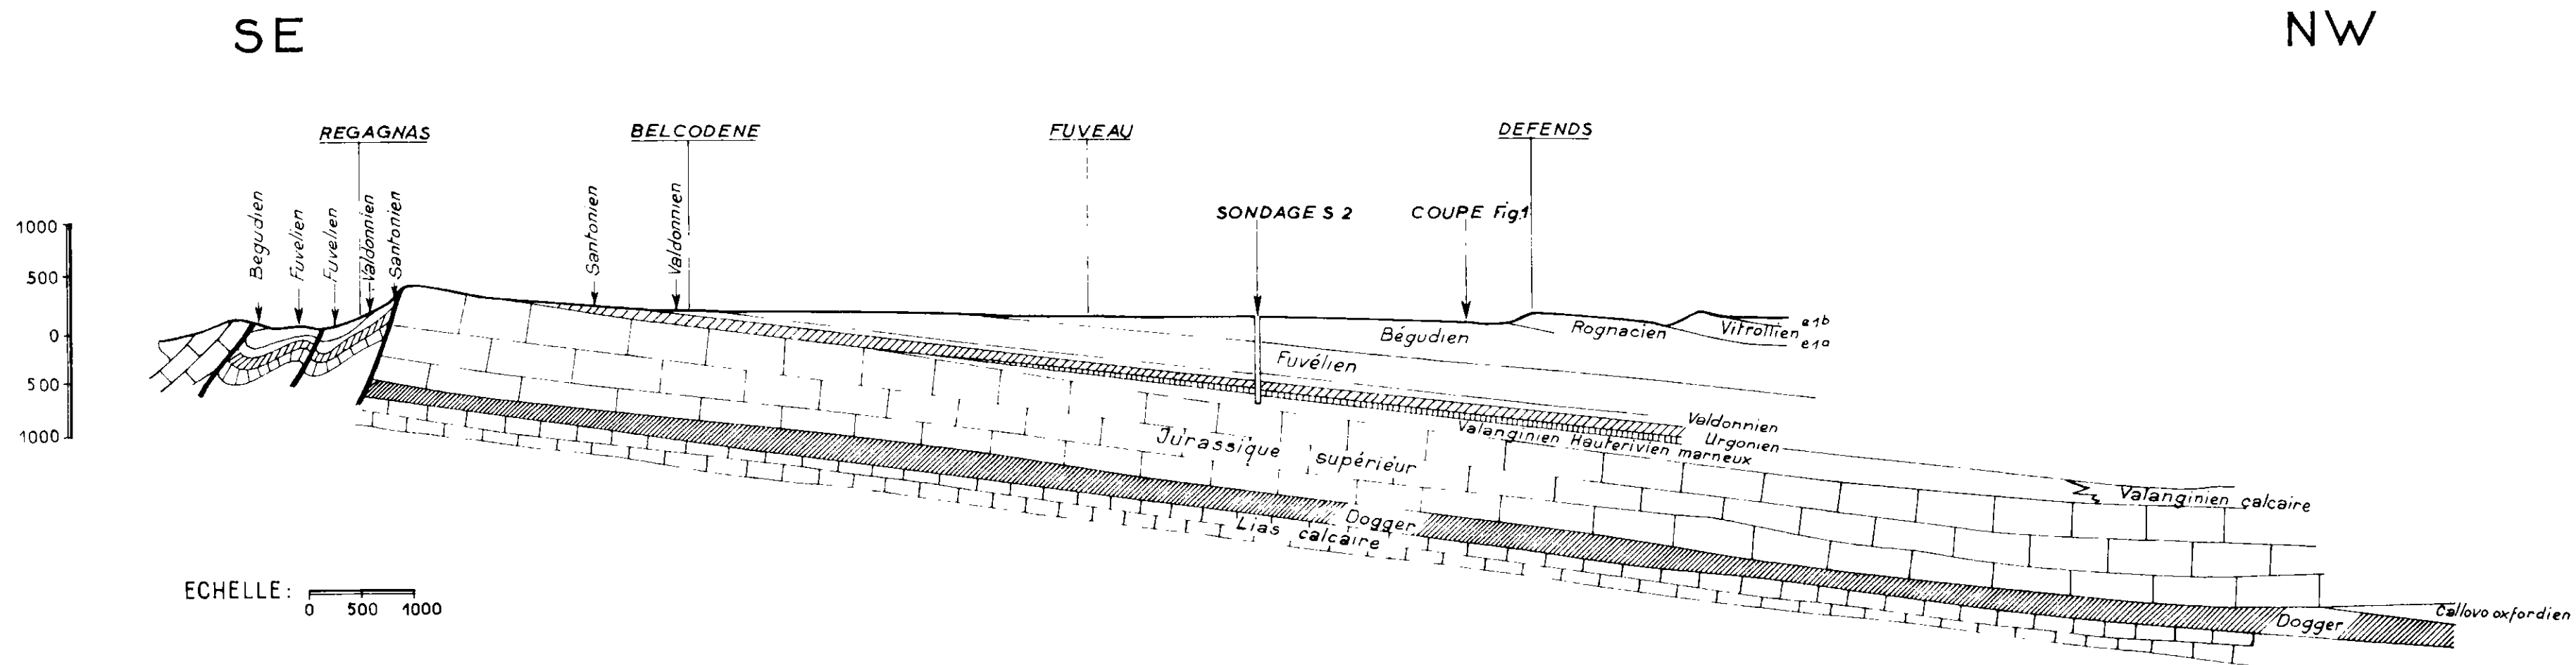 SE
NW
REGAGNAS
BELCODENE
FUVEAU
DEFENDS
Begudien
Fuvelien
Fuvelien
Valdonnien
Santonien
Santonien
Valdonnien
SONDAGE S 2
COUPE Fig.1
1000
500
0
500
1000
Bégudien
Rognacien
Vitrollien
e1b
e1a
Fuvélien
Valdonnien
Urgonien
Valanginien Hauterivien marneux
Jurassique supérieur
Valanginien calcaire
Dogger
Lias calcaire
Callovo oxfordien
Dogger
ECHELLE:
0 500 1000